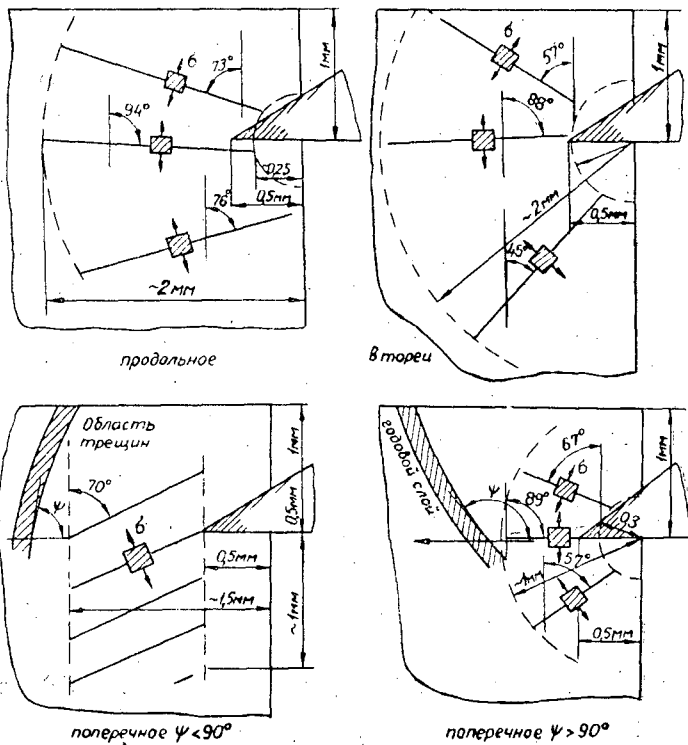 73°
б
1мм
94°
0,25
0,5мм
76°
~2мм
продольное
б
57°
1мм
88°
~2мм
0,5мм
45°
в торец
Область
трещин
1мм
70°
ψ
б
0,5мм
0,5мм
~1,5мм
~1мм
поперечное ψ<90°
годовой слой
67°
1мм
ψ
б
89°
0,3
57°
~1мм
0,5мм
поперечное ψ>90°